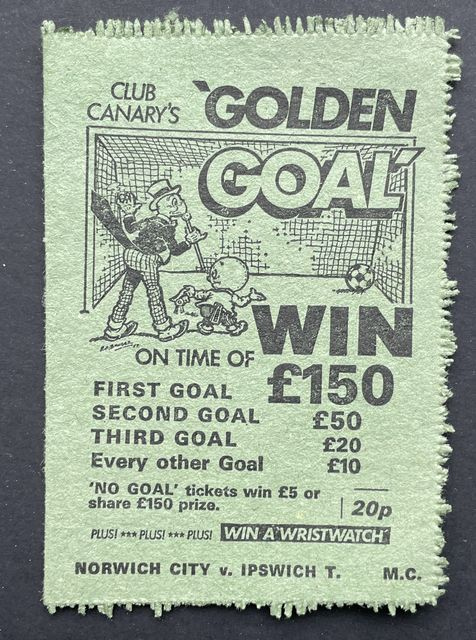 CLUB
CANARY'S
'GOLDEN
GOAL'
WIN
ON TIME OF
FIRST GOAL £150
SECOND GOAL £50
THIRD GOAL £20
Every other Goal £10
'NO GOAL' tickets win £5 or
share £150 prize.
20p
PLUS! *** PLUS! *** PLUS! WIN A 'WRISTWATCH'
NORWICH CITY v. IPSWICH T. M.C.